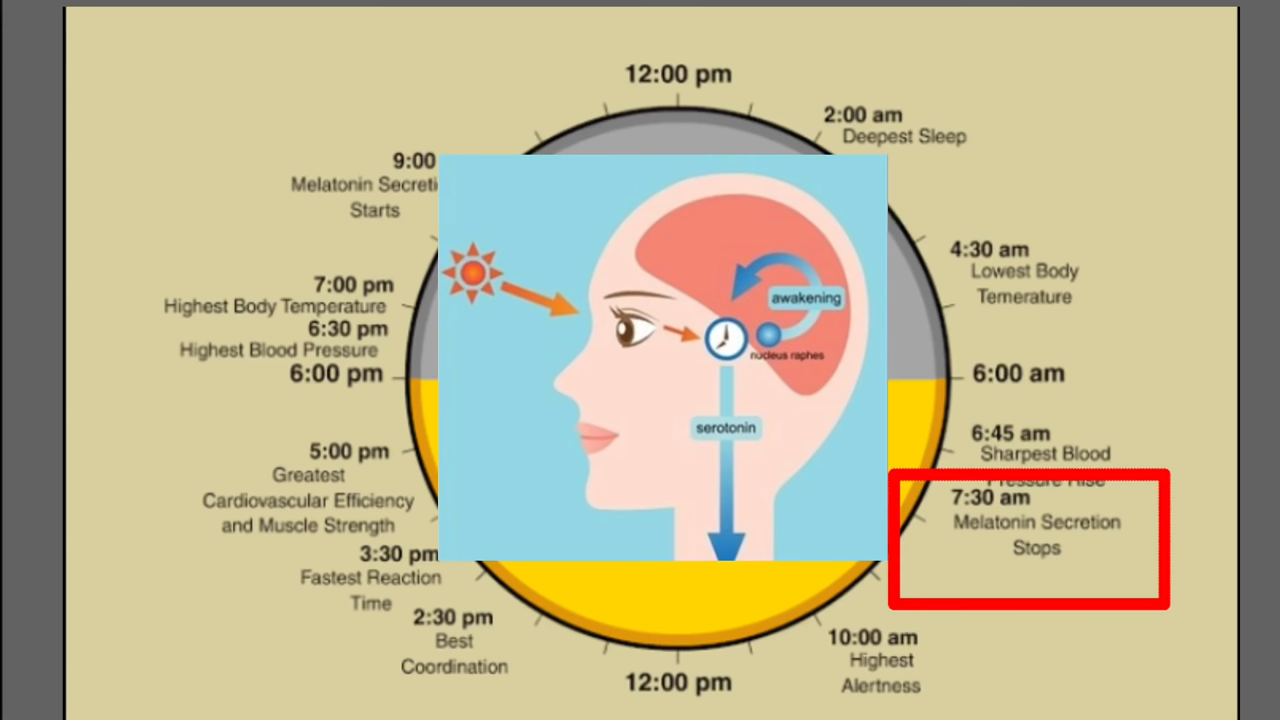 12:00 pm
2:00 am
Deepest Sleep
9:00
Melatonin Secreti
Starts
4:30 am
Lowest Body
Temerature
7:00 pm
Highest Body Temperature
6:30 pm
Highest Blood Pressure
6:00 pm
6:00 am
awakening
nucleus raphes
serotonin
6:45 am
Sharpest Blood
Pressure Rise
7:30 am
Melatonin Secretion
Stops
5:00 pm
Greatest
Cardiovascular Efficiency
and Muscle Strength
3:30 pm
Fastest Reaction
Time
2:30 pm
Best
Coordination
10:00 am
Highest
Alertness
12:00 pm